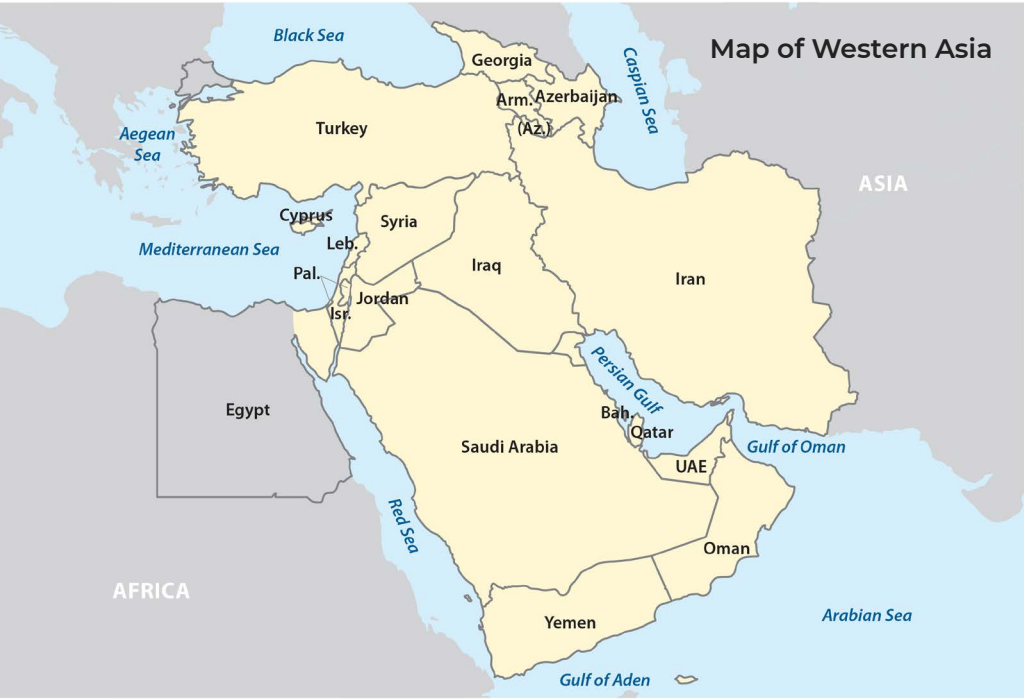 Map of Western Asia
Black Sea
Georgia
Caspian Sea
Arm.
Azerbaijan
(Az.)
Aegean
Sea
Turkey
ASIA
Cyprus
Syria
Mediterranean Sea
Leb.
Iraq
Pal.
Iran
Jordan
Isr.
Persian Gulf
Egypt
Bah.
Qatar
Saudi Arabia
Gulf of Oman
UAE
Red Sea
Oman
AFRICA
Yemen
Arabian Sea
Gulf of Aden